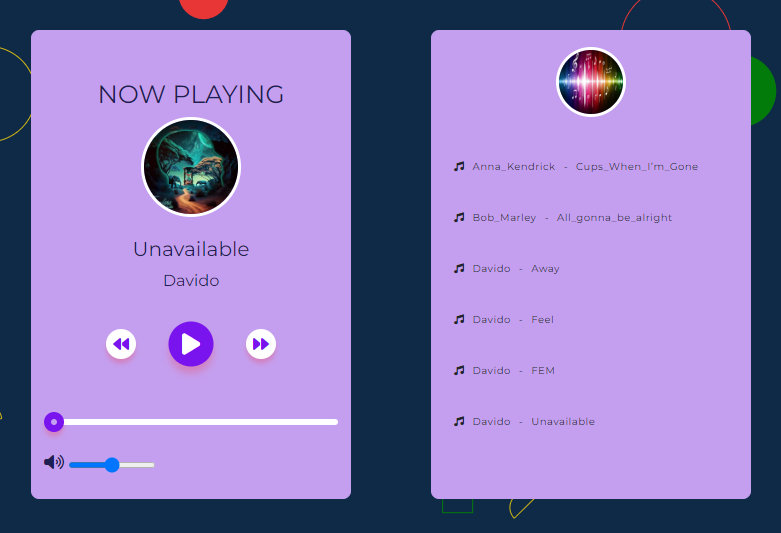 NOW PLAYING
Unavailable
Davido
Anna_Kendrick - Cups_When_I'm_Gone
Bob_Marley - All_gonna_be_alright
Davido - Away
Davido - Feel
Davido - FEM
Davido - Unavailable